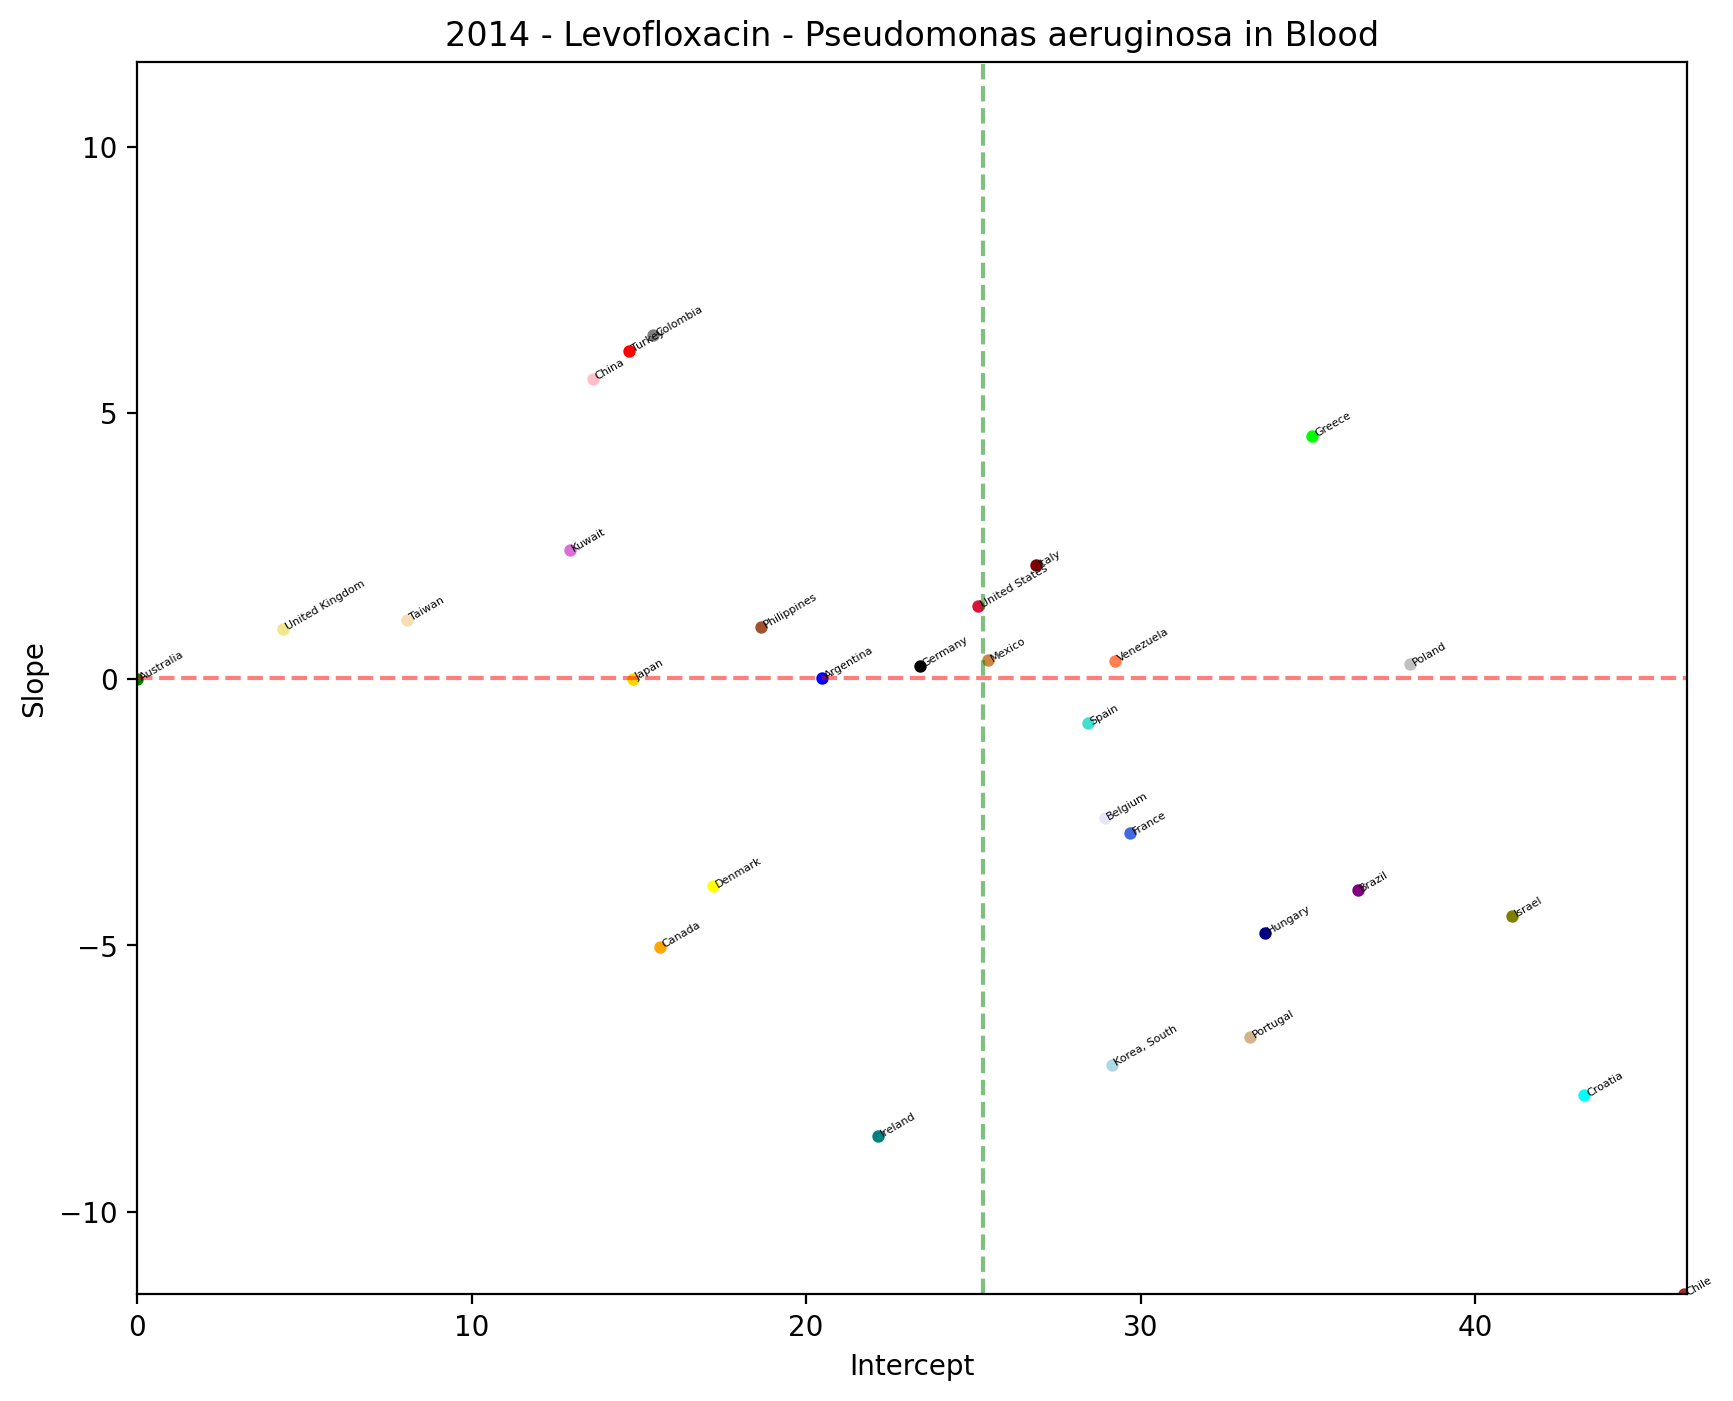 2014 - Levofloxacin - Pseudomonas aeruginosa in Blood
10
5
0
−5
−10
Slope
Colombia
Turkey
China
Greece
Kuwait
Italy
United States
United Kingdom
Taiwan
Philippines
Australia
Japan
Argentina
Germany
Mexico
Venezuela
Poland
Spain
Belgium
France
Denmark
Brazil
Israel
Hungary
Canada
Portugal
Korea, South
Croatia
Ireland
Chile
0 10 20 30 40
Intercept